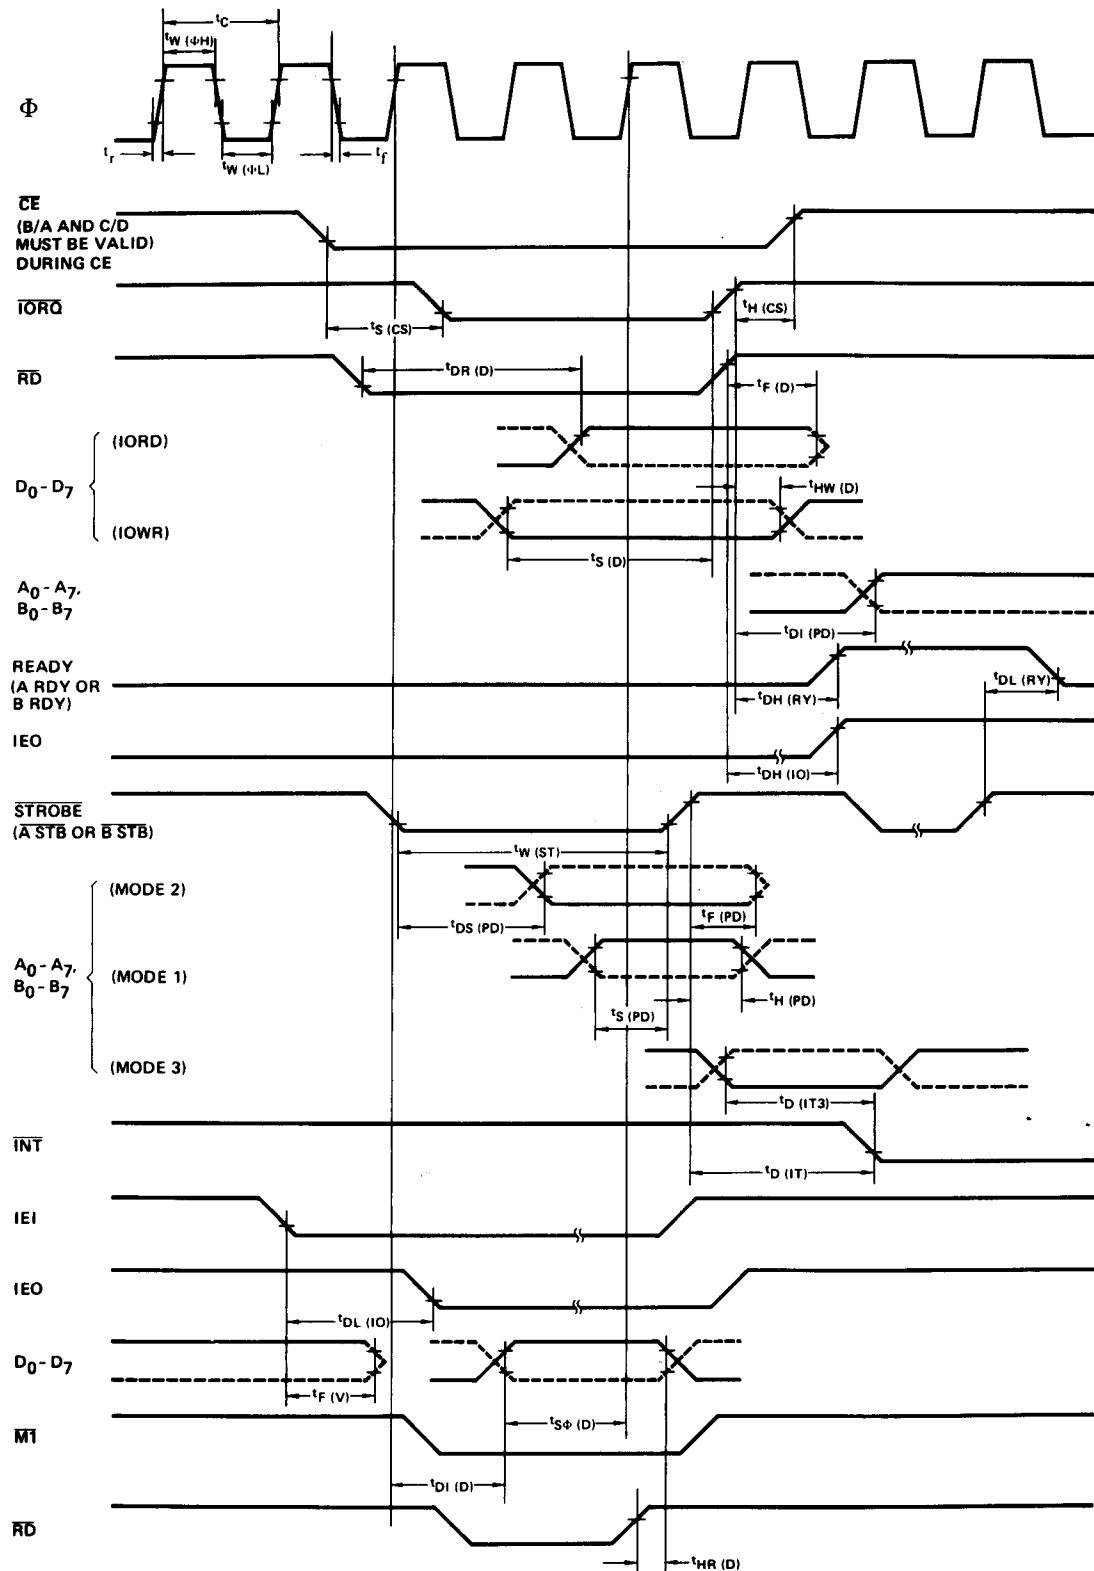 tC
tW (ΦH)
Φ
tr
tW (ΦL)
tf
CE
(B/A AND C/D
MUST BE VALID)
DURING CE
IORQ
tS (CS)
tH (CS)
RD
tDR (D)
tF (D)
(IORD)
D0 - D7
tHW (D)
(IOWR)
tS (D)
A0 - A7,
B0 - B7
tDI (PD)
READY
(A RDY OR
B RDY)
tDL (RY)
tDH (RY)
IEO
tDH (IO)
STROBE
(A STB OR B STB)
tW (ST)
(MODE 2)
tF (PD)
tDS (PD)
A0 - A7,
B0 - B7
(MODE 1)
tH (PD)
tS (PD)
(MODE 3)
tD (IT3)
INT
tD (IT)
IEI
IEO
tDL (IO)
D0 - D7
tF (V)
tSΦ (D)
M1
tDI (D)
RD
tHR (D)